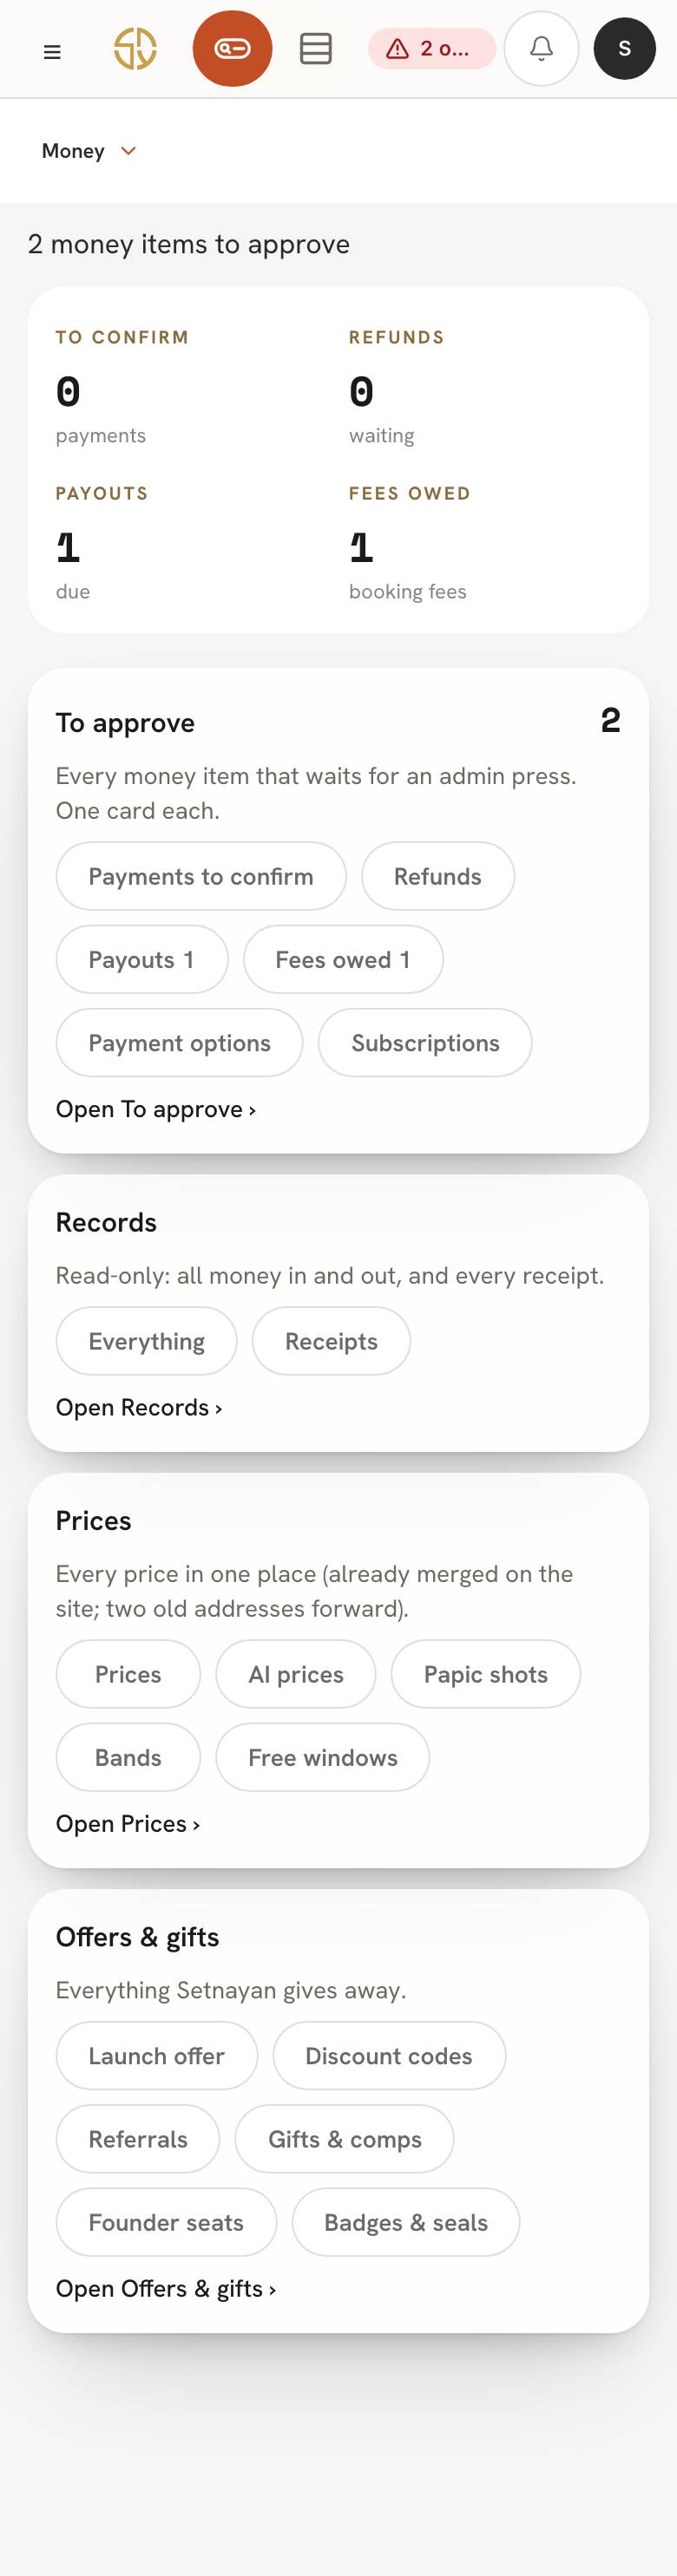 2 o...
S
Money
2 money items to approve
TO CONFIRM
REFUNDS
0
0
payments
waiting
PAYOUTS
FEES OWED
1
1
due
booking fees
To approve
2
Every money item that waits for an admin press.
One card each.
Payments to confirm
Refunds
Payouts 1
Fees owed 1
Payment options
Subscriptions
Open To approve ›
Records
Read-only: all money in and out, and every receipt.
Everything
Receipts
Open Records ›
Prices
Every price in one place (already merged on the
site; two old addresses forward).
Prices
AI prices
Papic shots
Bands
Free windows
Open Prices ›
Offers & gifts
Everything Setnayan gives away.
Launch offer
Discount codes
Referrals
Gifts & comps
Founder seats
Badges & seals
Open Offers & gifts ›